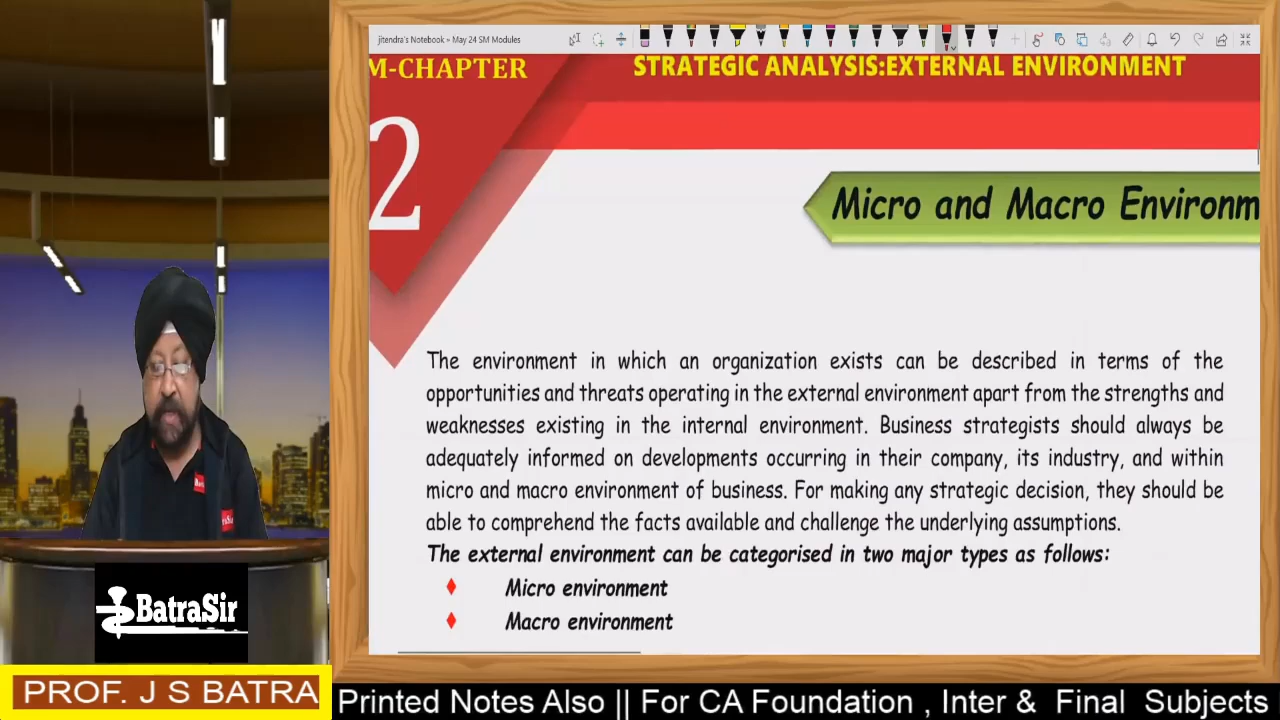 jitendra's Notebook » May 24 SM Modules
M-CHAPTER
STRATEGIC ANALYSIS:EXTERNAL ENVIRONMENT
2
Micro and Macro Environm
The environment in which an organization exists can be described in terms of the
opportunities and threats operating in the external environment apart from the strengths and
weaknesses existing in the internal environment. Business strategists should always be
adequately informed on developments occurring in their company, its industry, and within
micro and macro environment of business. For making any strategic decision, they should be
able to comprehend the facts available and challenge the underlying assumptions.
The external environment can be categorised in two major types as follows:
Micro environment
Macro environment
BatraSir
PROF. J S BATRA
Printed Notes Also || For CA Foundation , Inter & Final Subjects